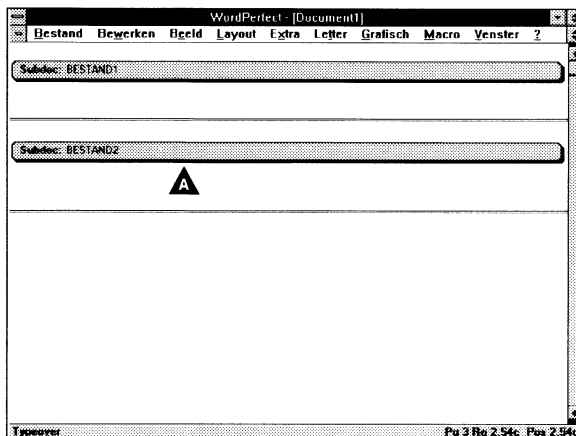 WordPerfect - [Document1]
Bestand Bewerken Beeld Layout Extra Letter Grafisch Macro Venster ?
Subdoc: BESTAND1
Subdoc: BESTAND2
A
Typeover Pg 3 Rg 2.54c Pos 2.54c